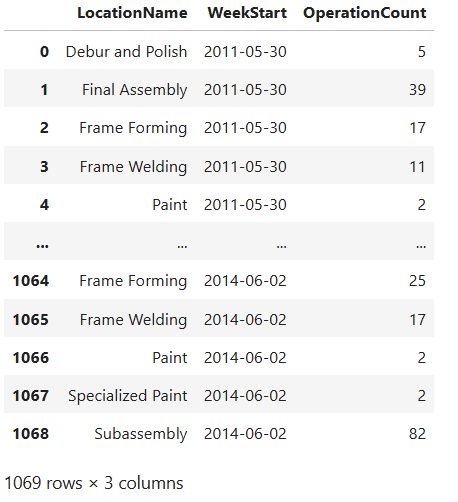 LocationName WeekStart OperationCount
0 Debur and Polish 2011-05-30 5
1 Final Assembly 2011-05-30 39
2 Frame Forming 2011-05-30 17
3 Frame Welding 2011-05-30 11
4 Paint 2011-05-30 2
... ... ... ...
1064 Frame Forming 2014-06-02 25
1065 Frame Welding 2014-06-02 17
1066 Paint 2014-06-02 2
1067 Specialized Paint 2014-06-02 2
1068 Subassembly 2014-06-02 82
1069 rows × 3 columns